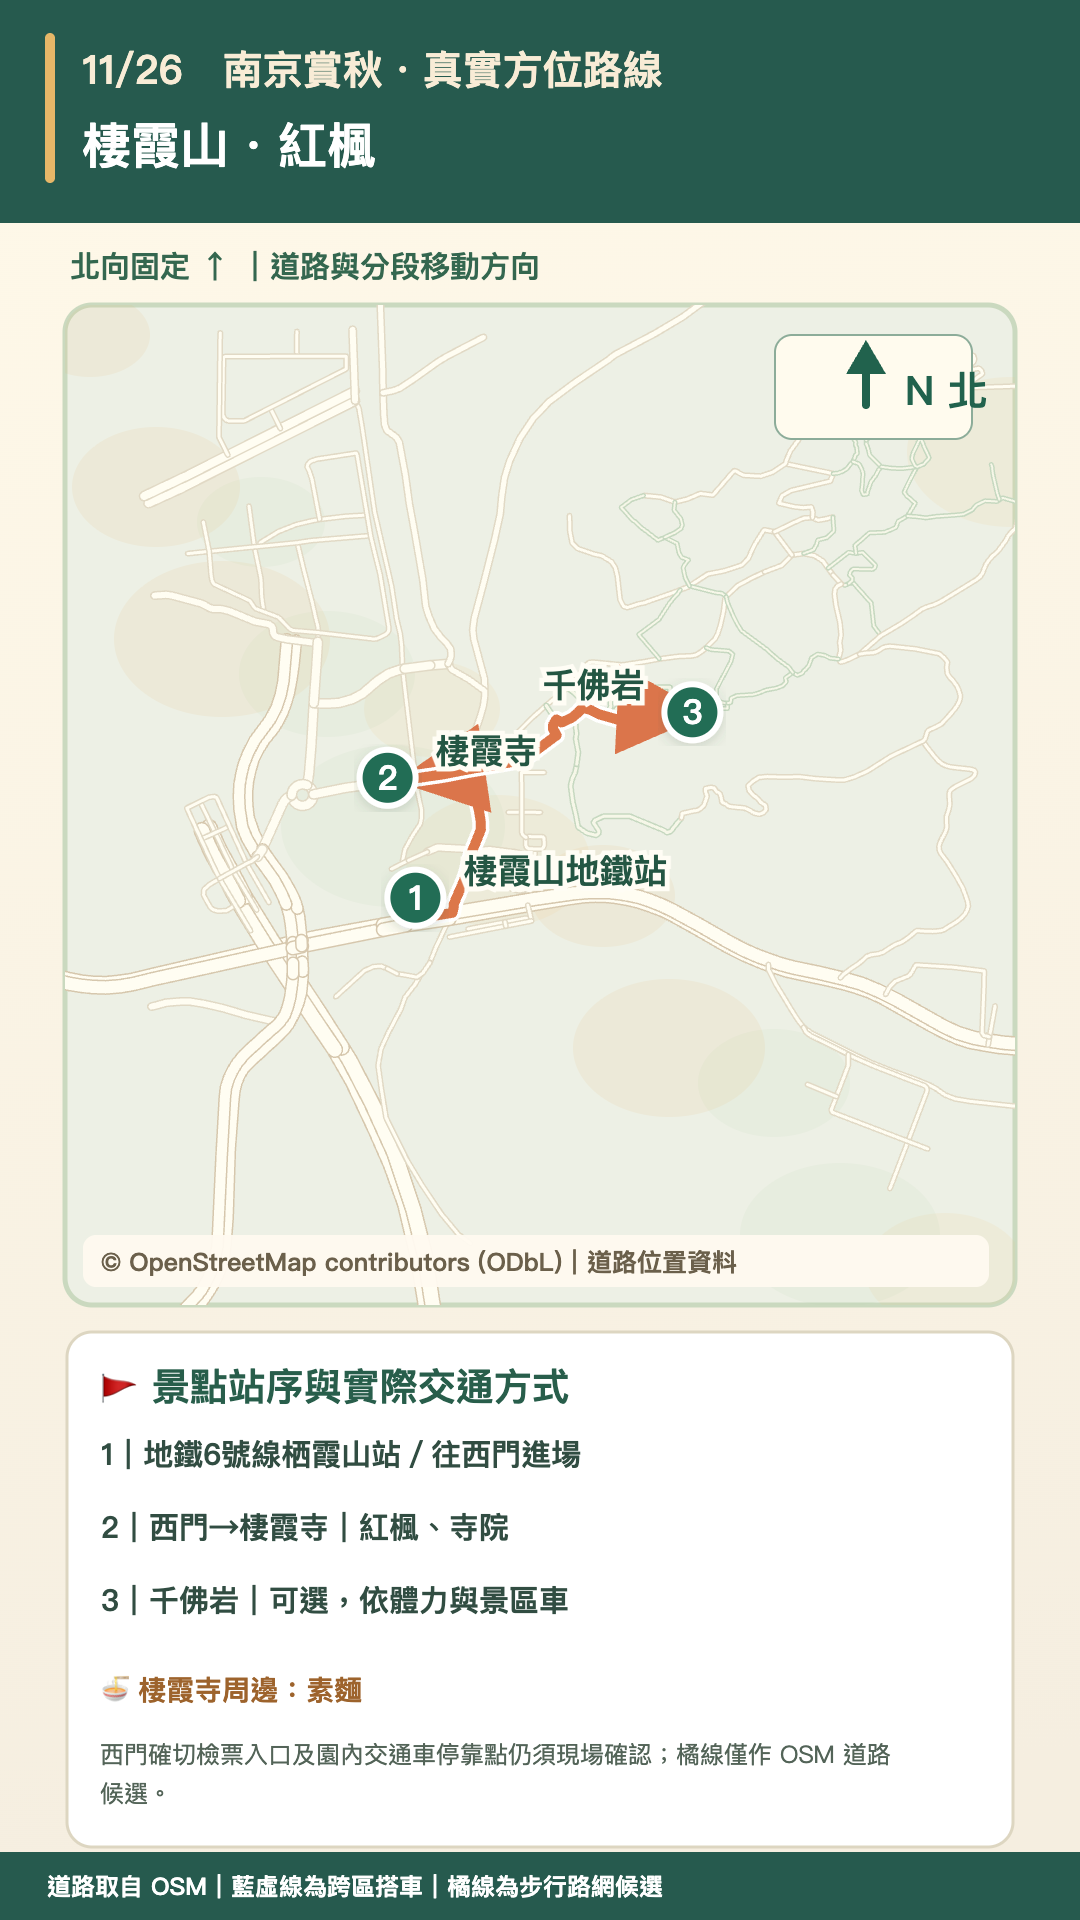 11/26 南京賞秋·真實方位路線
棲霞山·紅楓
北向固定 ↑ ｜道路與分段移動方向
N 北
千佛岩
3
棲霞寺
2
棲霞山地鐵站
1
© OpenStreetMap contributors (ODbL)｜道路位置資料
🚩 景點站序與實際交通方式
1｜地鐵6號線栖霞山站 / 往西門進場
2｜西門→棲霞寺｜紅楓、寺院
3｜千佛岩｜可選，依體力與景區車
🍜 棲霞寺周邊：素麵
西門確切檢票入口及園內交通車停靠點仍須現場確認；橘線僅作 OSM 道路
候選。
道路取自 OSM｜藍虛線為跨區搭車｜橘線為步行路網候選